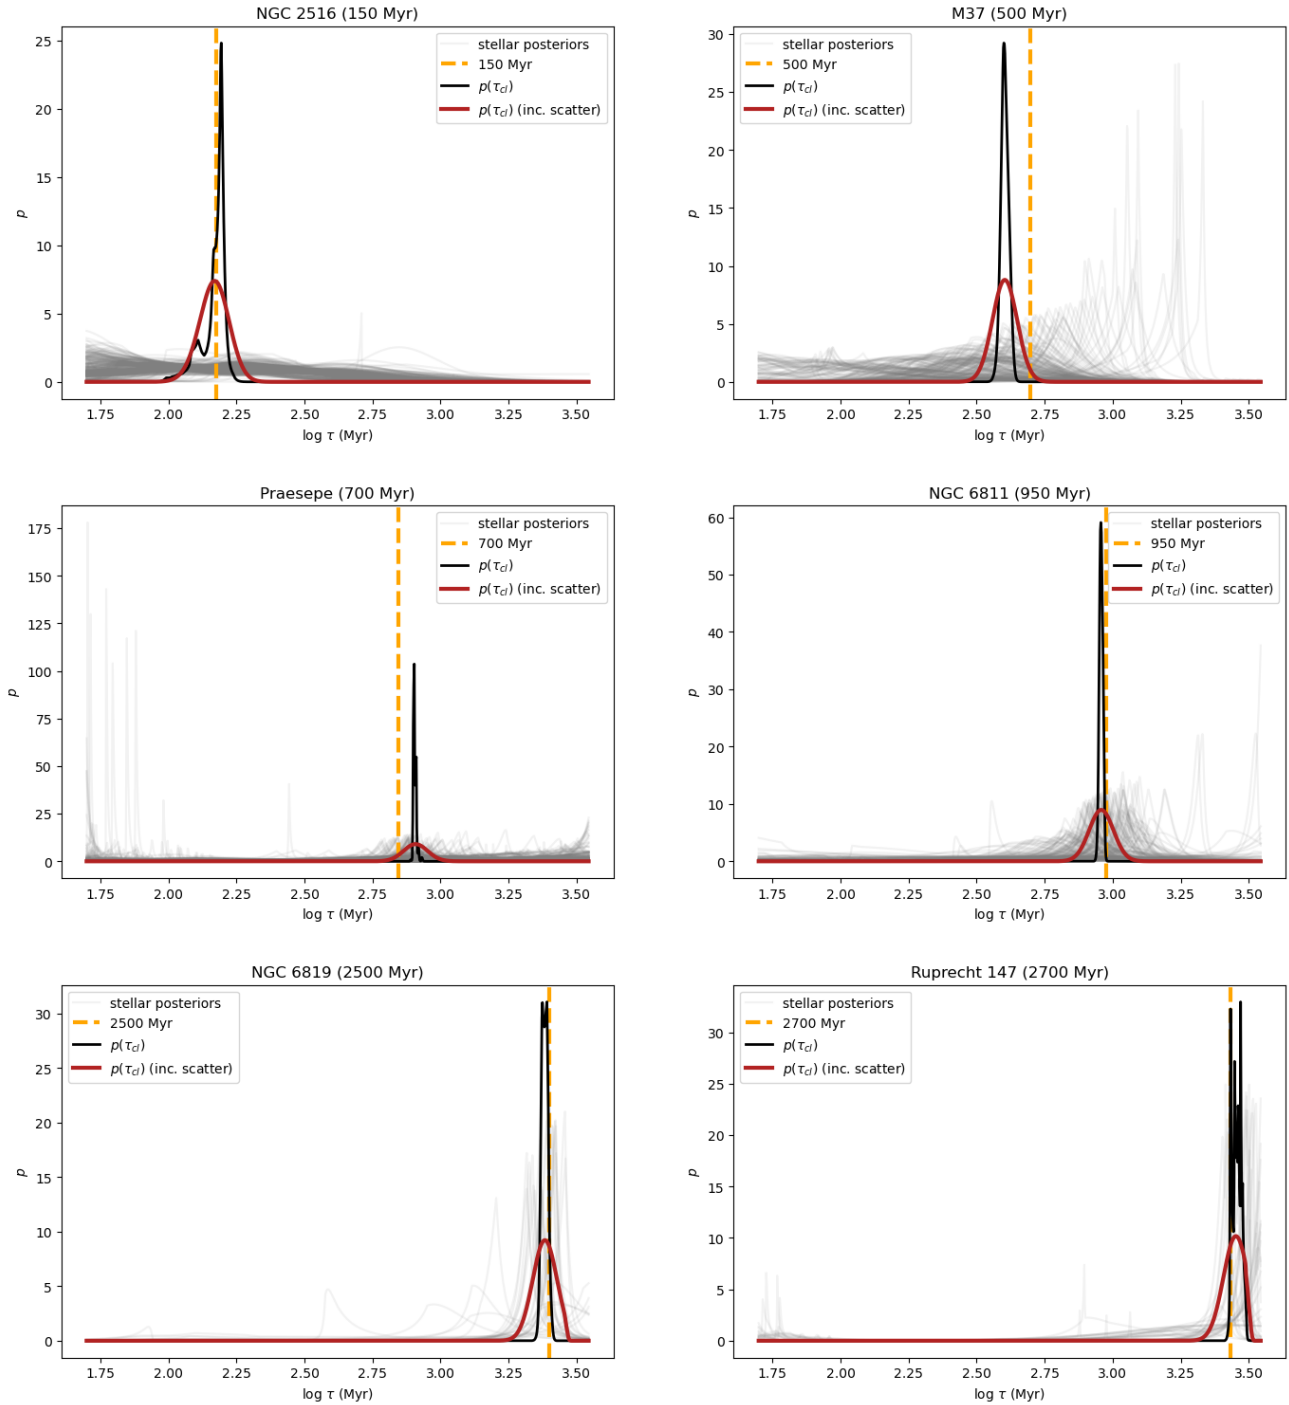 NGC 2516 (150 Myr)
stellar posteriors
150 Myr
p(τcl)
p(τcl) (inc. scatter)
25
20
15
10
5
0
p
1.75 2.00 2.25 2.50 2.75 3.00 3.25 3.50
log τ (Myr)
M37 (500 Myr)
stellar posteriors
500 Myr
p(τcl)
p(τcl) (inc. scatter)
30
25
20
15
10
5
0
p
1.75 2.00 2.25 2.50 2.75 3.00 3.25 3.50
log τ (Myr)
Praesepe (700 Myr)
stellar posteriors
700 Myr
p(τcl)
p(τcl) (inc. scatter)
175
150
125
100
75
50
25
0
p
1.75 2.00 2.25 2.50 2.75 3.00 3.25 3.50
log τ (Myr)
NGC 6811 (950 Myr)
stellar posteriors
950 Myr
p(τcl)
p(τcl) (inc. scatter)
60
50
40
30
20
10
0
p
1.75 2.00 2.25 2.50 2.75 3.00 3.25 3.50
log τ (Myr)
NGC 6819 (2500 Myr)
stellar posteriors
2500 Myr
p(τcl)
p(τcl) (inc. scatter)
30
25
20
15
10
5
0
p
1.75 2.00 2.25 2.50 2.75 3.00 3.25 3.50
log τ (Myr)
Ruprecht 147 (2700 Myr)
stellar posteriors
2700 Myr
p(τcl)
p(τcl) (inc. scatter)
30
25
20
15
10
5
0
p
1.75 2.00 2.25 2.50 2.75 3.00 3.25 3.50
log τ (Myr)